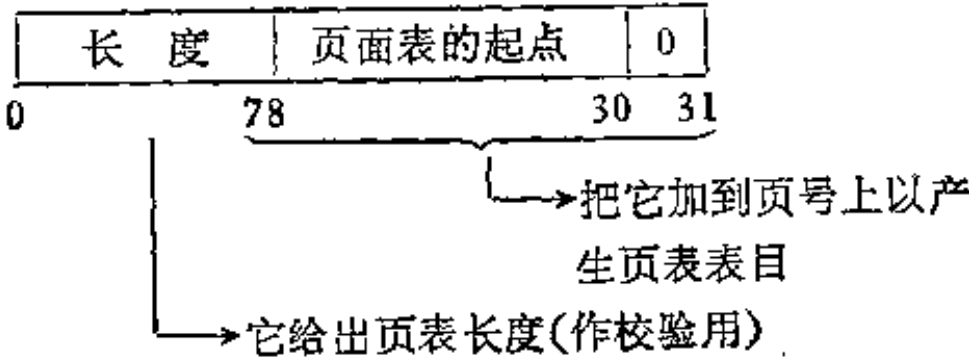 长 度 页面表的起点 0
0 78 30 31
把它加到页号上以产
生页表表目
它给出页表长度(作校验用)